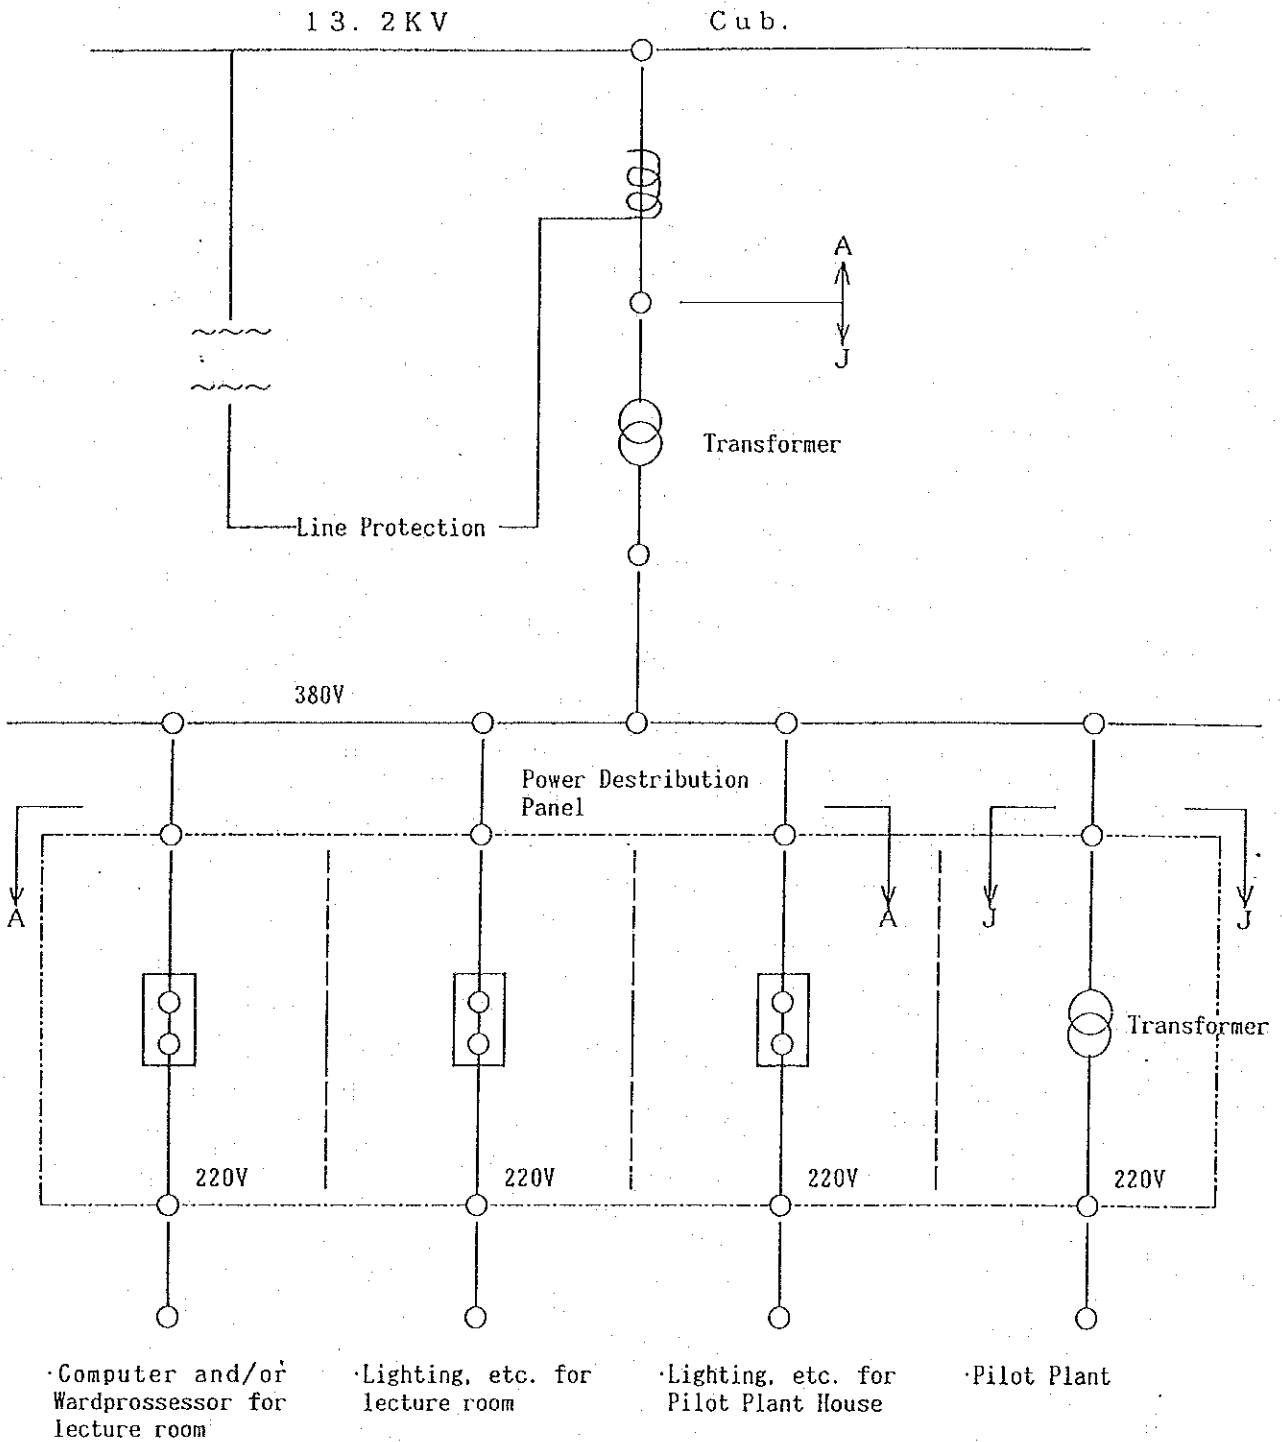 13.2KV Cub.
A
J
Transformer
Line Protection
380V
Power Destribution
Panel
A A J J
Transformer
220V 220V 220V 220V
·Computer and/or
Wardprossessor for
lecture room
·Lighting, etc. for
lecture room
·Lighting, etc. for
Pilot Plant House
·Pilot Plant